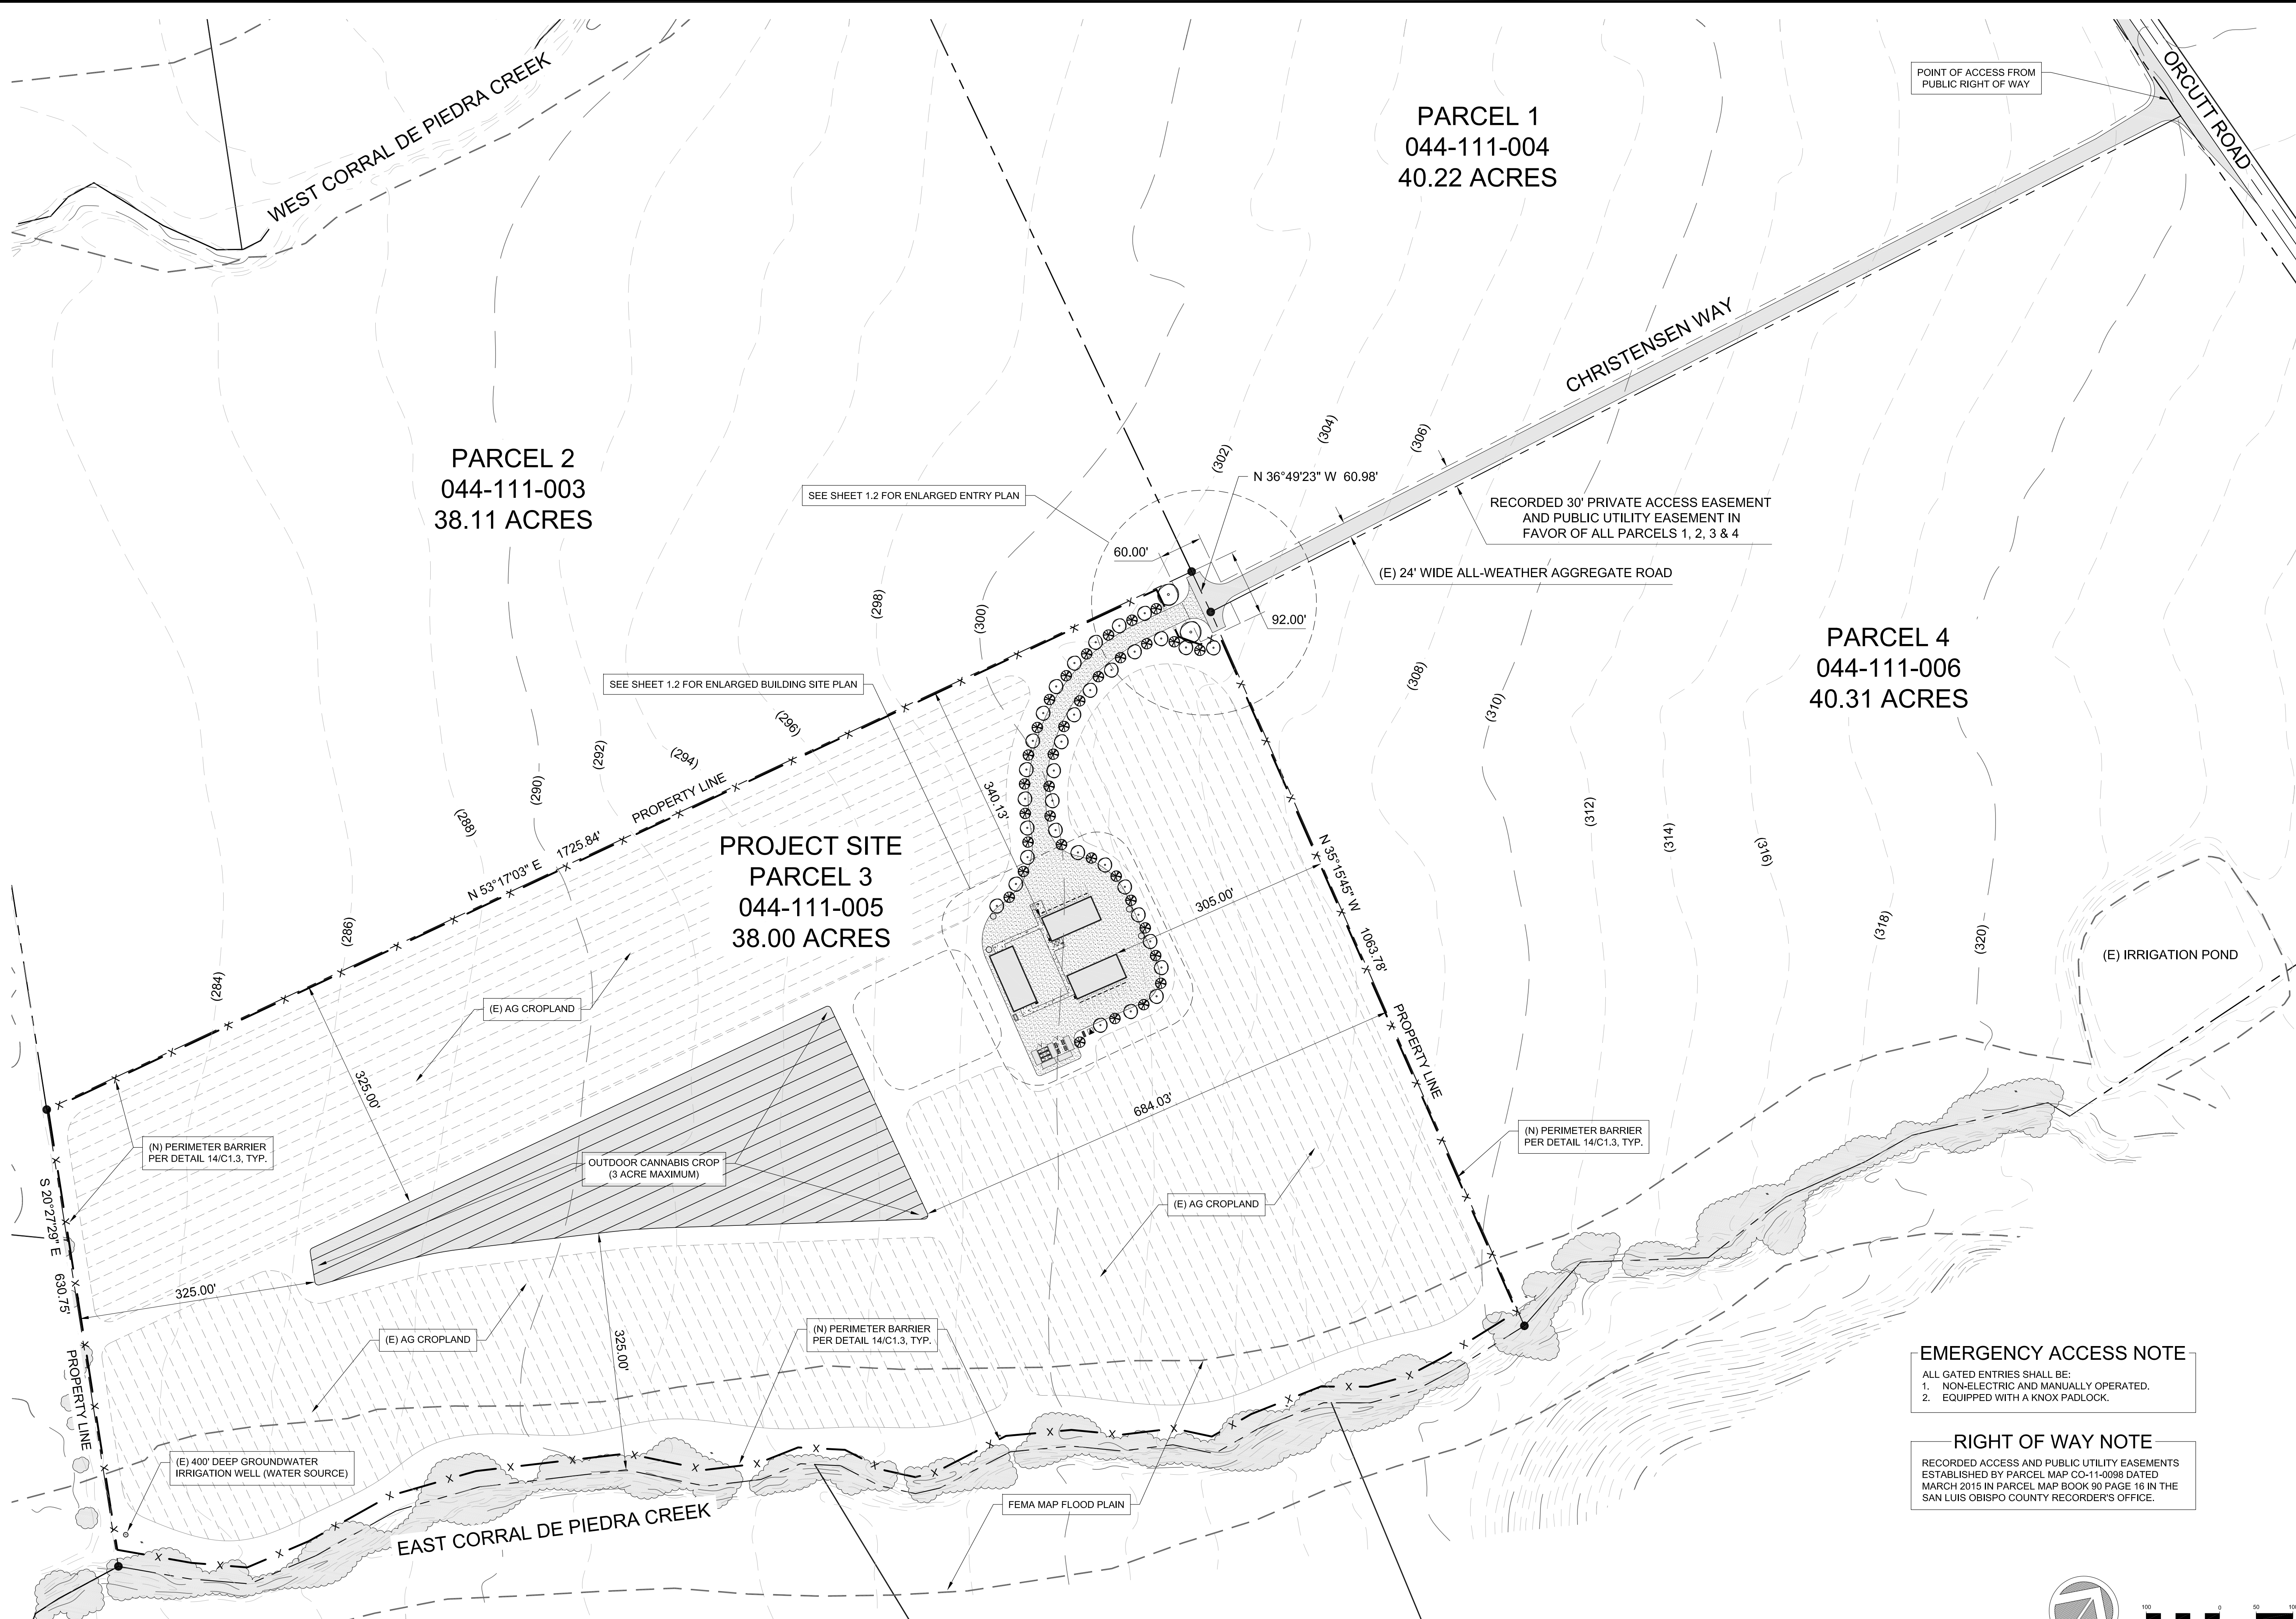 WEST CORRAL DE PIEDRA CREEK
PARCEL 1
044-111-004
40.22 ACRES
POINT OF ACCESS FROM
PUBLIC RIGHT OF WAY
ORCUTT ROAD
CHRISTENSEN WAY
PARCEL 2
044-111-003
38.11 ACRES
SEE SHEET 1.2 FOR ENLARGED ENTRY PLAN
(302)
(304)
(306)
N 36°49'23" W 60.98'
RECORDED 30' PRIVATE ACCESS EASEMENT
AND PUBLIC UTILITY EASEMENT IN
FAVOR OF ALL PARCELS 1, 2, 3 & 4
60.00'
(E) 24' WIDE ALL-WEATHER AGGREGATE ROAD
92.00'
(298)
(300)
PARCEL 4
044-111-006
40.31 ACRES
SEE SHEET 1.2 FOR ENLARGED BUILDING SITE PLAN
(308)
(310)
(296)
(294)
(292)
(290)
(288)
(286)
(284)
(312)
(314)
(316)
(318)
(320)
PROPERTY LINE
N 53°17'03" E 1725.84'
340.13'
PROJECT SITE
PARCEL 3
044-111-005
38.00 ACRES
N 35°15'45" W 1063.78'
305.00'
(E) IRRIGATION POND
(E) AG CROPLAND
PROPERTY LINE
325.00'
684.03'
(N) PERIMETER BARRIER
PER DETAIL 14/C1.3, TYP.
(N) PERIMETER BARRIER
PER DETAIL 14/C1.3, TYP.
OUTDOOR CANNABIS CROP
(3 ACRE MAXIMUM)
(E) AG CROPLAND
S 20°27'29" E 630.75'
325.00'
(E) AG CROPLAND
325.00'
(N) PERIMETER BARRIER
PER DETAIL 14/C1.3, TYP.
PROPERTY LINE
(E) 400' DEEP GROUNDWATER
IRRIGATION WELL (WATER SOURCE)
FEMA MAP FLOOD PLAIN
EAST CORRAL DE PIEDRA CREEK
EMERGENCY ACCESS NOTE
ALL GATED ENTRIES SHALL BE:
1. NON-ELECTRIC AND MANUALLY OPERATED.
2. EQUIPPED WITH A KNOX PADLOCK.
RIGHT OF WAY NOTE
RECORDED ACCESS AND PUBLIC UTILITY EASEMENTS
ESTABLISHED BY PARCEL MAP CO-11-0098 DATED
MARCH 2015 IN PARCEL MAP BOOK 90 PAGE 16 IN THE
SAN LUIS OBISPO COUNTY RECORDER'S OFFICE.
100 0 50